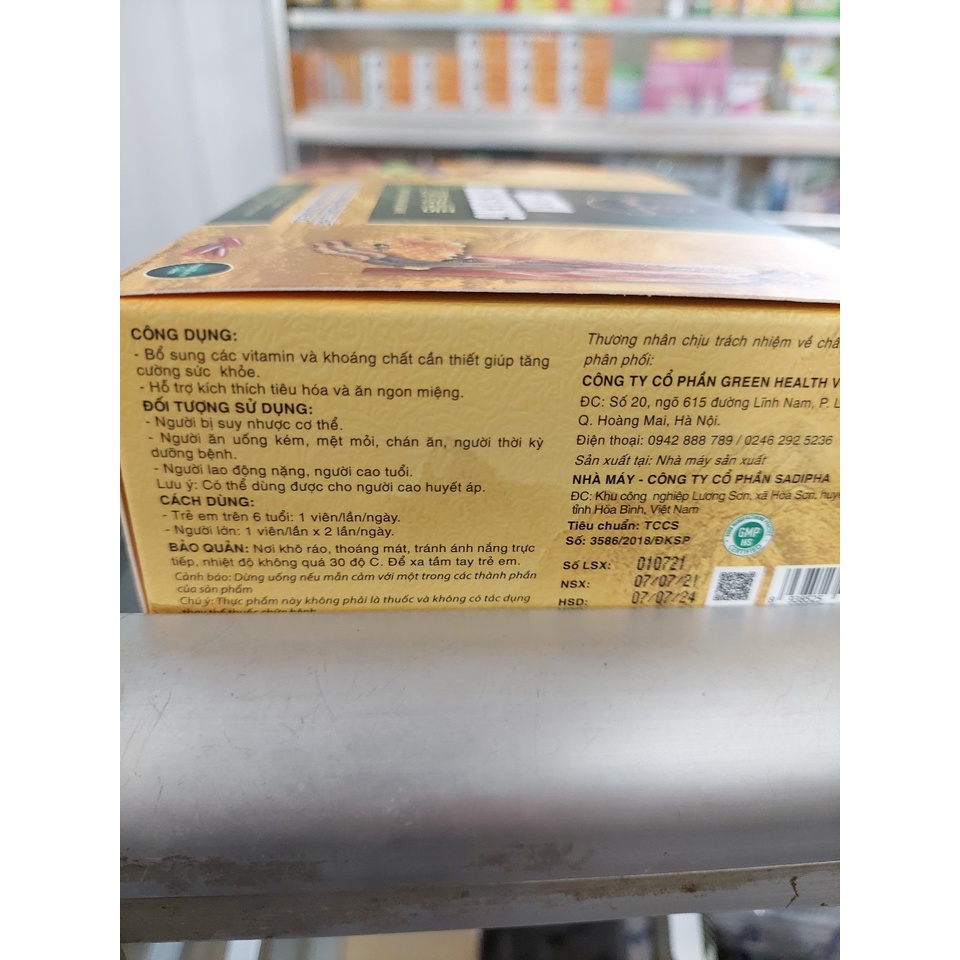 CÔNG DỤNG:
- Bổ sung các vitamin và khoáng chất cần thiết giúp tăng
cường sức khỏe.
- Hỗ trợ kích thích tiêu hóa và ăn ngon miệng.
ĐỐI TƯỢNG SỬ DỤNG:
- Người bị suy nhược cơ thể.
- Người ăn uống kém, mệt mỏi, chán ăn, người thời kỳ
dưỡng bệnh.
- Người lao động nặng, người cao tuổi.
Lưu ý: Có thể dùng được cho người cao huyết áp.
CÁCH DÙNG:
- Trẻ em trên 6 tuổi: 1 viên/lần/ngày.
- Người lớn: 1 viên/lần x 2 lần/ngày.
BẢO QUẢN: Nơi khô ráo, thoáng mát, tránh ánh nắng trực
tiếp, nhiệt độ không quá 30 độ C. Để xa tầm tay trẻ em.
Cảnh báo: Dừng uống nếu mẫn cảm với một trong các thành phần
của sản phẩm
Chú ý: Thực phẩm này không phải là thuốc và không có tác dụng
thay thế thuốc chữa bệnh
Thương nhân chịu trách nhiệm về
phân phối:
CÔNG TY CỔ PHẦN GREEN HEALTH V
ĐC: Số 20, ngõ 615 đường Lĩnh Nam, P. L
Q. Hoàng Mai, Hà Nội.
Điện thoại: 0942 888 789 / 0246 292 5236
Sản xuất tại: Nhà máy sản xuất
NHÀ MÁY - CÔNG TY CỔ PHẦN SADIPHA
ĐC: Khu công nghiệp Lương Sơn, xã Hòa Sơn,
tỉnh Hòa Bình, Việt Nam
Tiêu chuẩn: TCCS
Số: 3586/2018/ĐKSP
GMP
HS
CERTIFIED
Số LSX: 010721
NSX: 07/07/21
HSD: 07/07/24